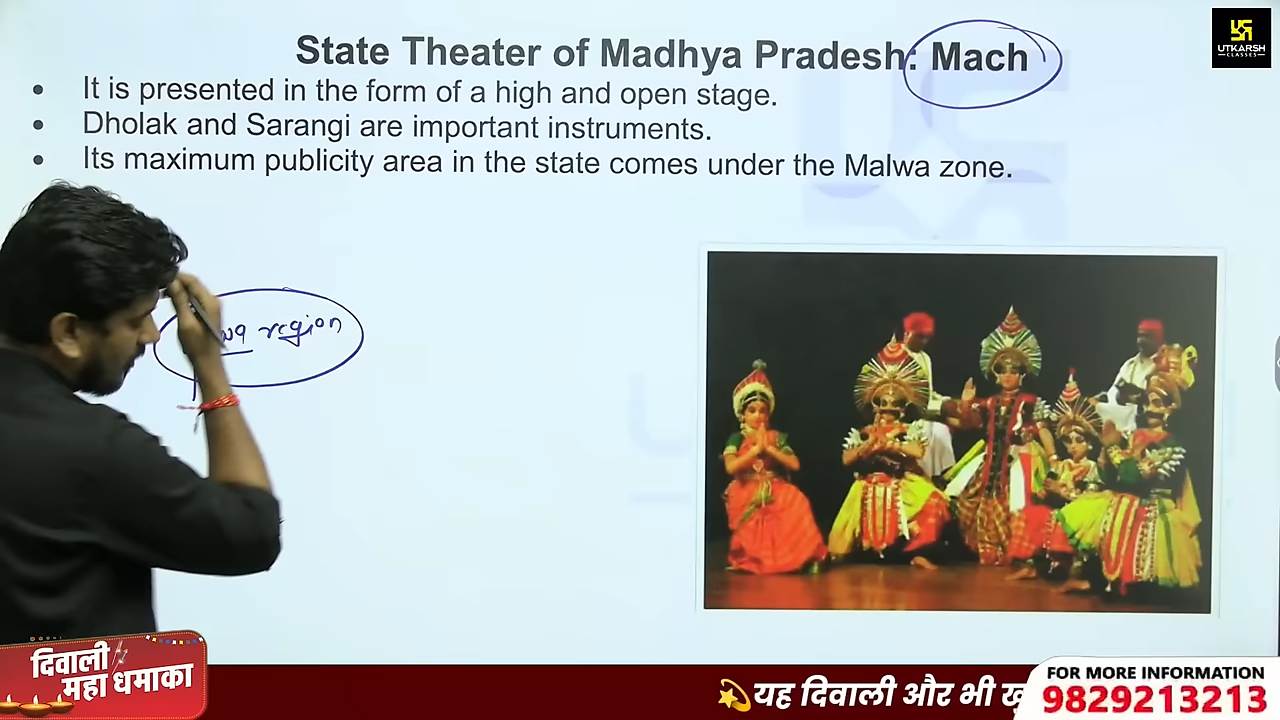 State Theater of Madhya Pradesh: Mach
• It is presented in the form of a high and open stage.
• Dholak and Sarangi are important instruments.
• Its maximum publicity area in the state comes under the Malwa zone.
region
UTKARSH
CLASSES
दिवाली
महा धमाका
यह दिवाली और भी
FOR MORE INFORMATION
9829213213